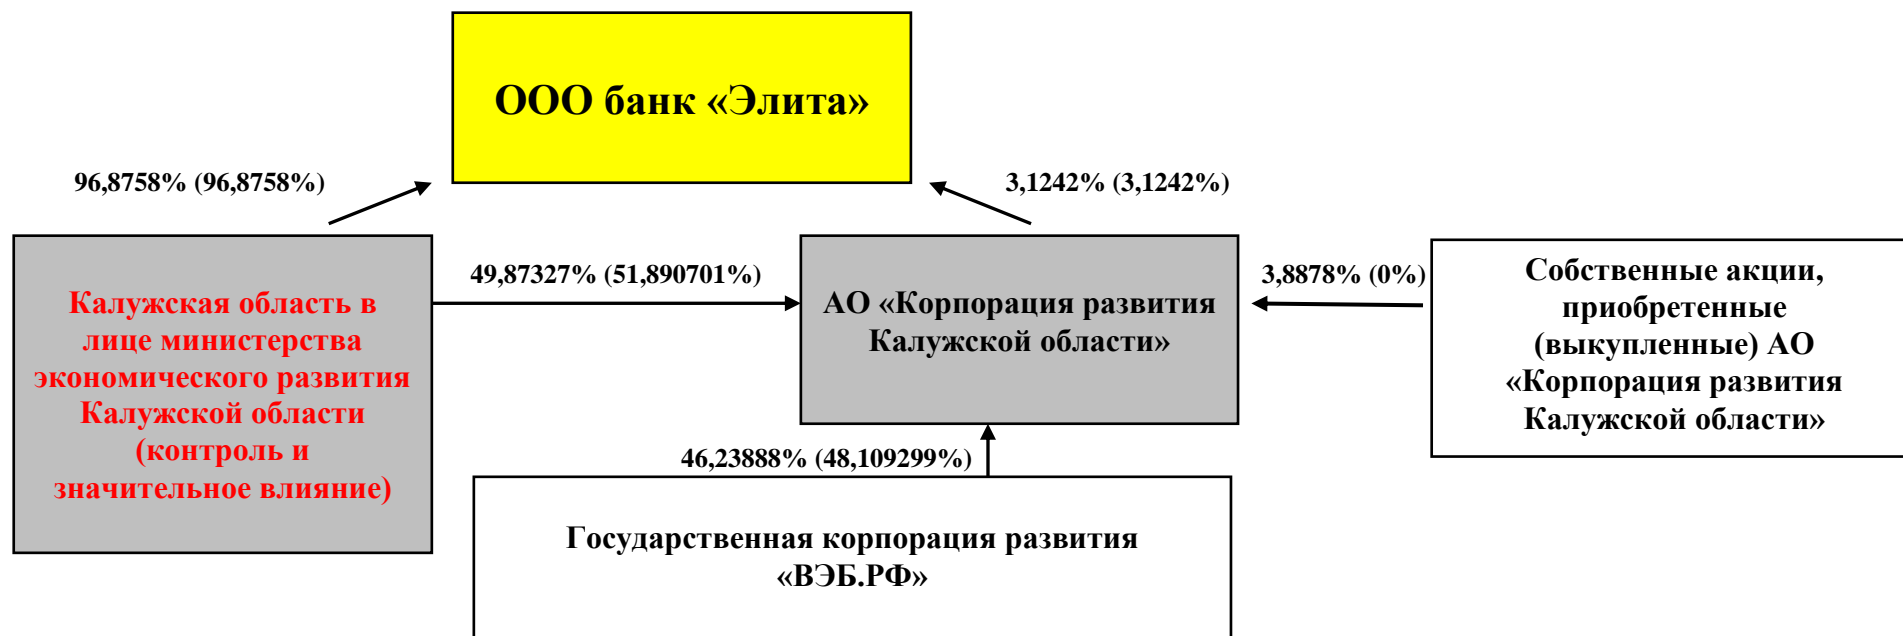 ООО банк «Элита»
96,8758% (96,8758%)
3,1242% (3,1242%)
Калужская область в
лице министерства
экономического развития
Калужской области
(контроль и
значительное влияние)
49,87327% (51,890701%)
АО «Корпорация развития
Калужской области»
3,8878% (0%)
Собственные акции,
приобретенные
(выкупленные) АО
«Корпорация развития
Калужской области»
46,23888% (48,109299%)
Государственная корпорация развития
«ВЭБ.РФ»